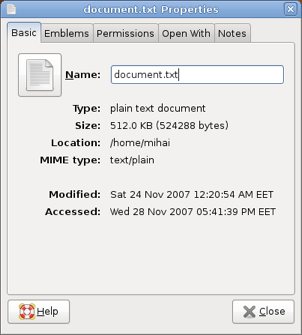 document.txt Properties
Basic Emblems Permissions Open With Notes
Name: document.txt
Type: plain text document
Size: 512.0 KB (524288 bytes)
Location: /home/mihai
MIME type: text/plain
Modified: Sat 24 Nov 2007 12:20:54 AM EET
Accessed: Wed 28 Nov 2007 05:41:39 PM EET
Help Close